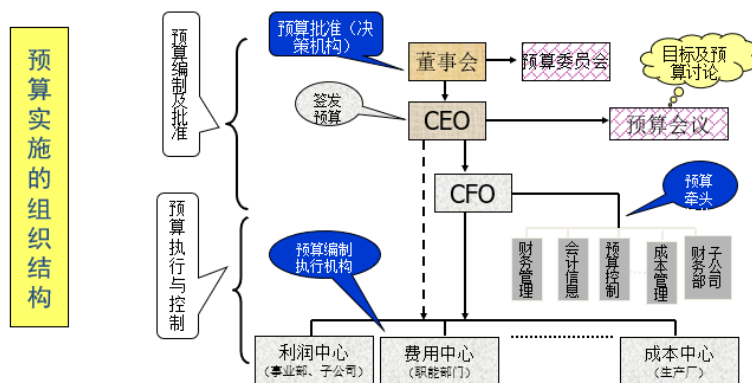 预算实施的组织结构
预算编制及批准
预算执行与控制
预算批准（决
策机构）
董事会
预算委员会
目标及预
算讨论
签发
预算
CEO
预算会议
CFO
预算
牵头
预算编制
执行机构
财务管理
会计信息
预算控制
成本管理
子公司
财务部
利润中心
(事业部、子公司)
费用中心
(职能部门)
成本中心
(生产厂)